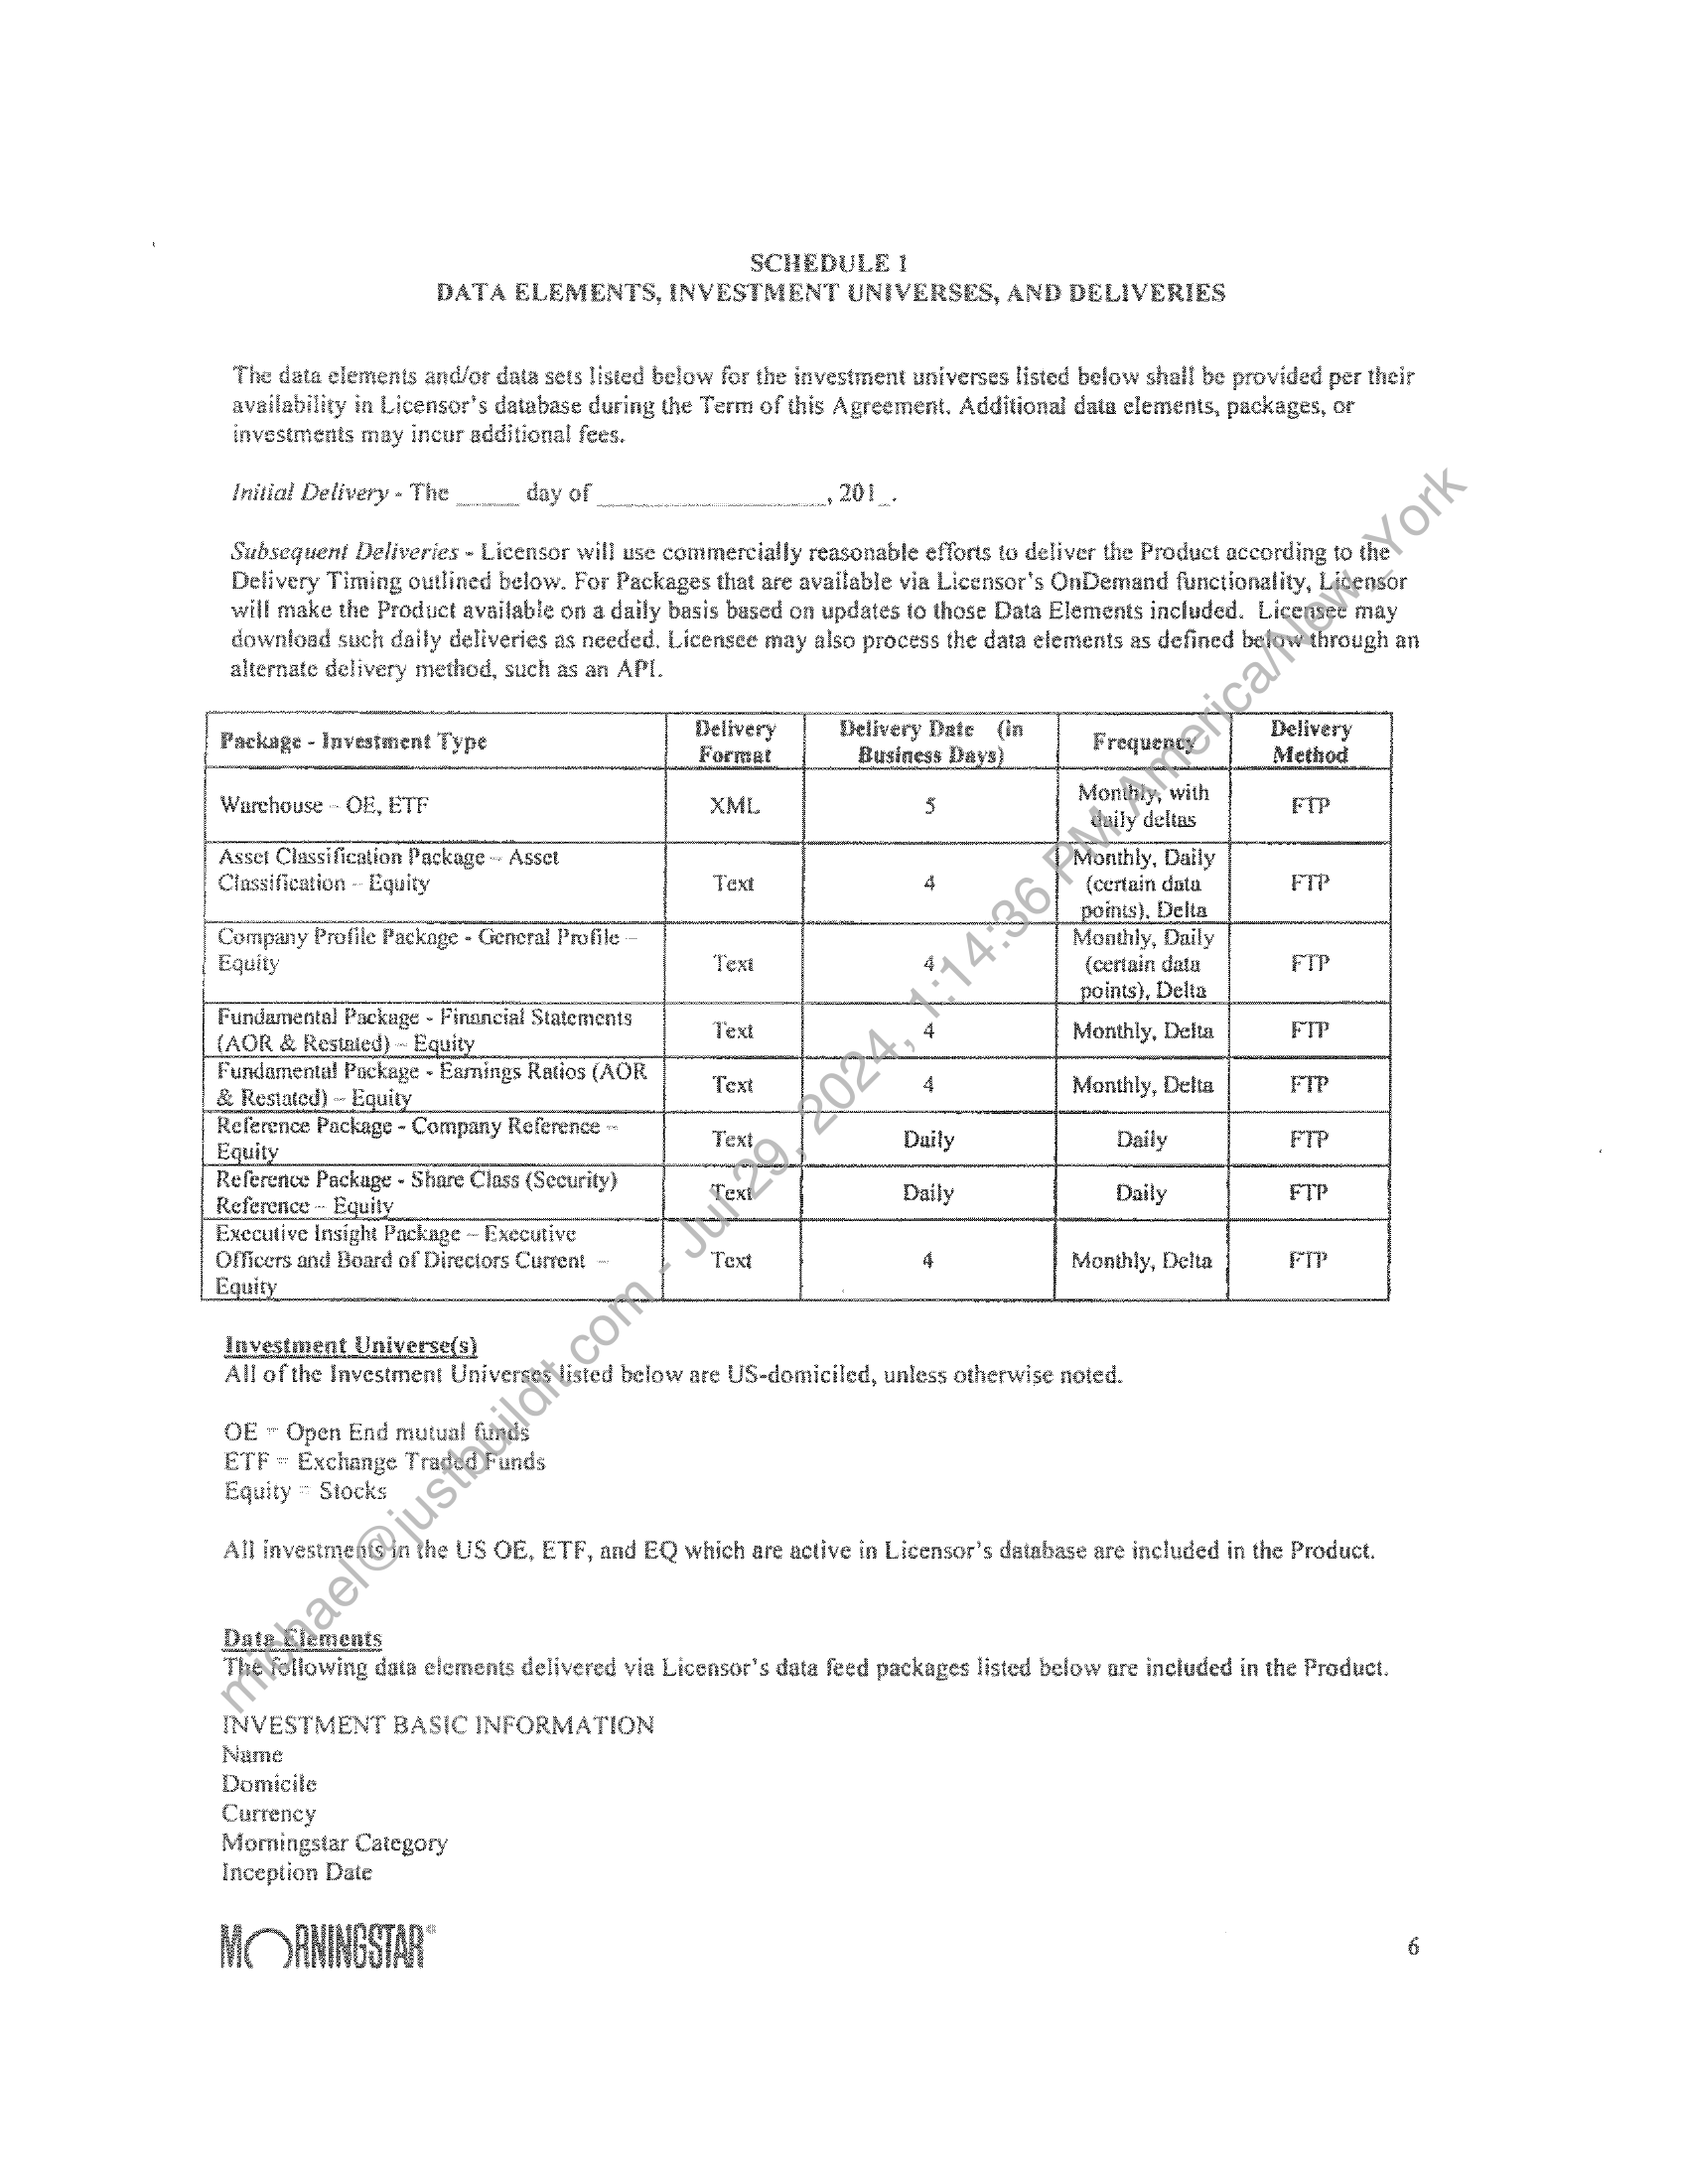 SCHEDULE 1
DATA ELEMENTS, INVESTMENT UNIVERSES, AND DELIVERIES
The data elements and/or data sets listed below for the investment universes listed below shall be provided per their
availability in Licensor's database during the Term of this Agreement. Additional data elements, packages, or
investments may incur additional fees.
Initial Delivery - The _____ day of ___________________, 201_.
Subsequent Deliveries - Licensor will use commercially reasonable efforts to deliver the Product according to the
Delivery Timing outlined below. For Packages that are available via Licensor's OnDemand functionality, Licensor
will make the Product available on a daily basis based on updates to those Data Elements included. Licensee may
download such daily deliveries as needed. Licensee may also process the data elements as defined below through an
alternate delivery method, such as an API.
Package - Investment Type
Delivery
Format
Delivery Date (in
Business Days)
Frequency
Delivery
Method
Warehouse – OE, ETF
XML
5
Monthly, with
daily deltas
FTP
Asset Classification Package – Asset
Classification – Equity
Text
4
Monthly, Daily
(certain data
points), Delta
FTP
Company Profile Package - General Profile –
Equity
Text
4
Monthly, Daily
(certain data
points), Delta
FTP
Fundamental Package - Financial Statements
(AOR & Restated) – Equity
Text
4
Monthly, Delta
FTP
Fundamental Package - Earnings Ratios (AOR
& Restated) – Equity
Text
4
Monthly, Delta
FTP
Reference Package - Company Reference –
Equity
Text
Daily
Daily
FTP
Reference Package - Share Class (Security)
Reference – Equity
Text
Daily
Daily
FTP
Executive Insight Package – Executive
Officers and Board of Directors Current –
Equity
Text
4
Monthly, Delta
FTP
Investment Universe(s)
All of the Investment Universes listed below are US-domiciled, unless otherwise noted.
OE = Open End mutual funds
ETF = Exchange Traded Funds
Equity = Stocks
All investments in the US OE, ETF, and EQ which are active in Licensor's database are included in the Product.
Data Elements
The following data elements delivered via Licensor's data feed packages listed below are included in the Product.
INVESTMENT BASIC INFORMATION
Name
Domicile
Currency
Morningstar Category
Inception Date
MORNINGSTAR®
6
michael@justbuildit.com - Jul 29, 2024, 1:14:36 PM America/New_York